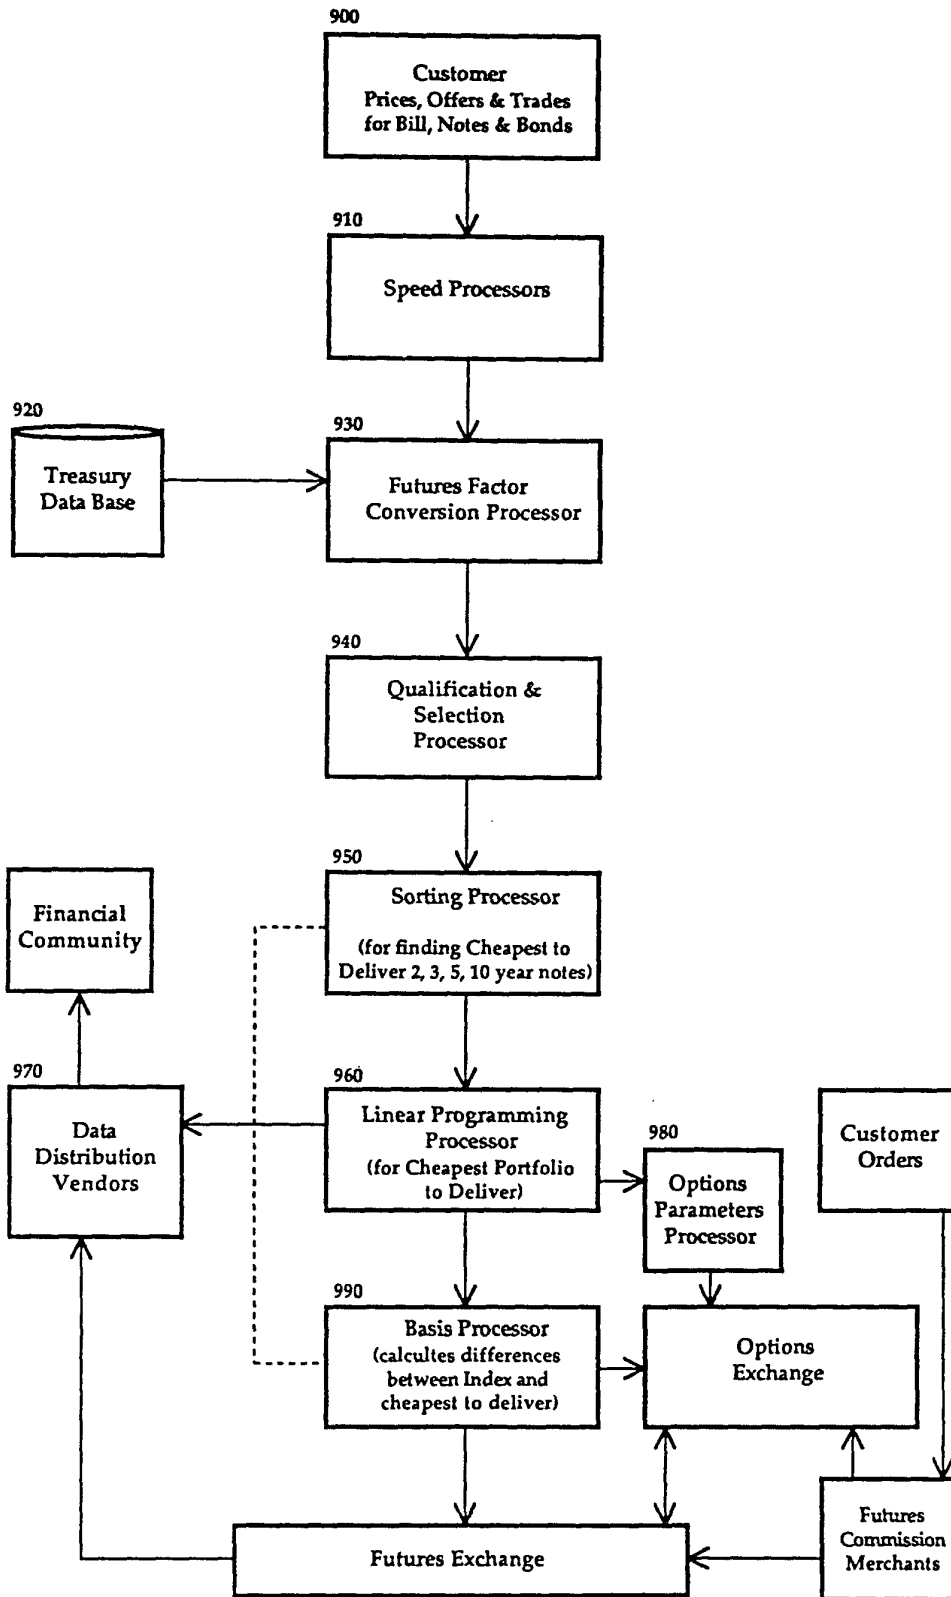 900
Customer
Prices, Offers & Trades
for Bill, Notes & Bonds
910
Speed Processors
920
Treasury
Data Base
930
Futures Factor
Conversion Processor
940
Qualification &
Selection
Processor
950
Sorting Processor
(for finding Cheapest to
Deliver 2, 3, 5, 10 year notes)
Financial
Community
960
Linear Programming
Processor
(for Cheapest Portfolio
to Deliver)
970
Data
Distribution
Vendors
980
Options
Parameters
Processor
Customer
Orders
990
Basis Processor
(calcultes differences
between Index and
cheapest to deliver)
Options
Exchange
Futures Exchange
Futures
Commission
Merchants